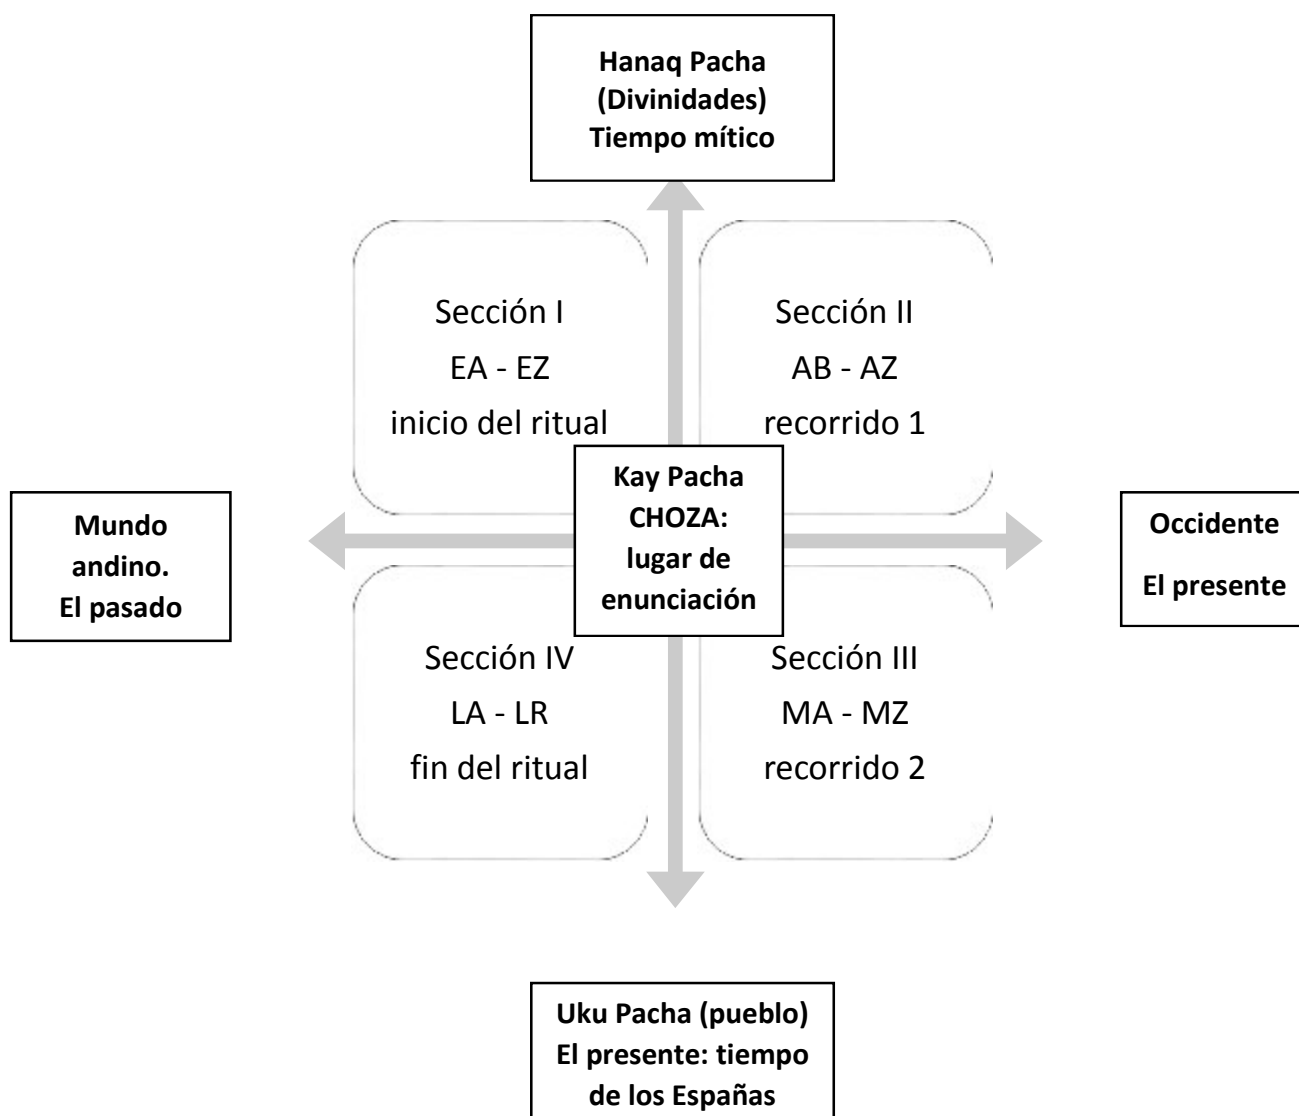 Hanaq Pacha
(Divinidades)
Tiempo mítico
Sección I
EA - EZ
inicio del ritual
Sección II
AB - AZ
recorrido 1
Mundo
andino.
El pasado
Kay Pacha
CHOZA:
lugar de
enunciación
Occidente
El presente
Sección IV
LA - LR
fin del ritual
Sección III
MA - MZ
recorrido 2
Uku Pacha (pueblo)
El presente: tiempo
de los Españas